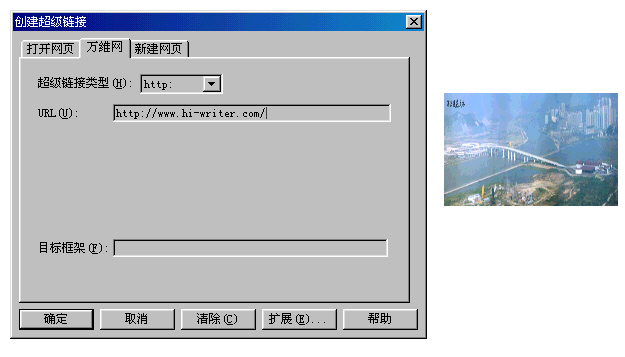 创建超级链接
打开网页 万维网 新建网页
超级链接类型(H): http:
URL(U): http://www.hi-writer.com/
目标框架(F):
确定 取消 清除(C) 扩展(E)... 帮助